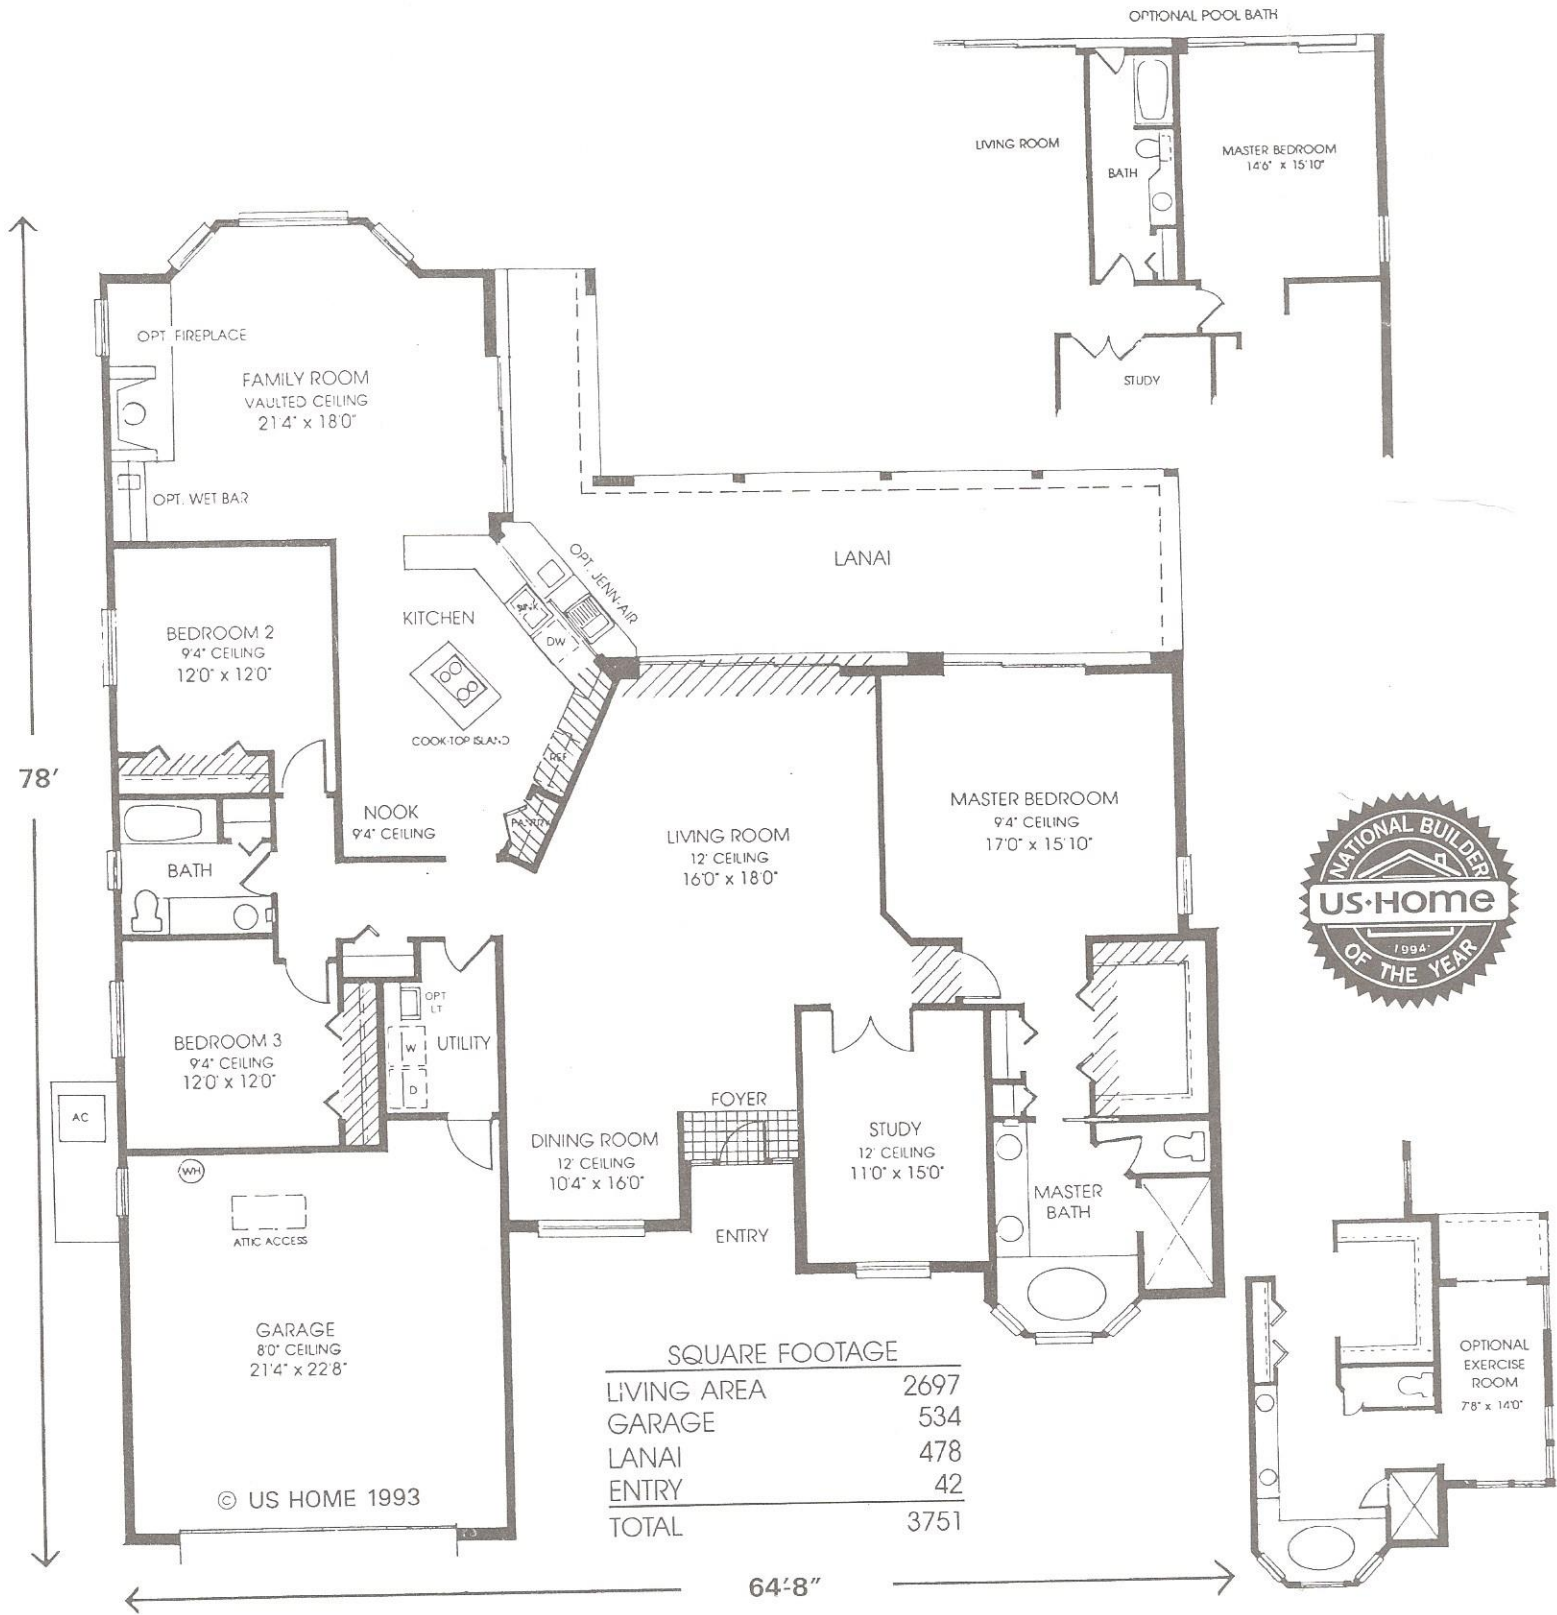 OPTIONAL POOL BATH
LIVING ROOM
BATH
MASTER BEDROOM
14'6" x 15'10"
STUDY
OPT. FIREPLACE
FAMILY ROOM
VAULTED CEILING
21'4" x 18'0"
OPT. WET BAR
LANAI
OPT. JENN-AIR
KITCHEN
DW
COOK-TOP ISLAND
REF
PANTRY
BEDROOM 2
9'4" CEILING
12'0" x 12'0"
78'
NOOK
9'4" CEILING
LIVING ROOM
12' CEILING
16'0" x 18'0"
MASTER BEDROOM
9'4" CEILING
17'0" x 15'10"
BATH
NATIONAL BUILDER
US·Home
1994
OF THE YEAR
OPT
LT
W
UTILITY
D
BEDROOM 3
9'4" CEILING
12'0" x 12'0"
AC
FOYER
DINING ROOM
12' CEILING
10'4" x 16'0"
STUDY
12' CEILING
11'0" x 15'0"
MASTER
BATH
WH
ATTIC ACCESS
ENTRY
GARAGE
8'0" CEILING
21'4" x 22'8"
OPTIONAL
EXERCISE
ROOM
7'8" x 14'0"
SQUARE FOOTAGE
LIVING AREA 2697
GARAGE 534
LANAI 478
ENTRY 42
TOTAL 3751
© US HOME 1993
64'-8"